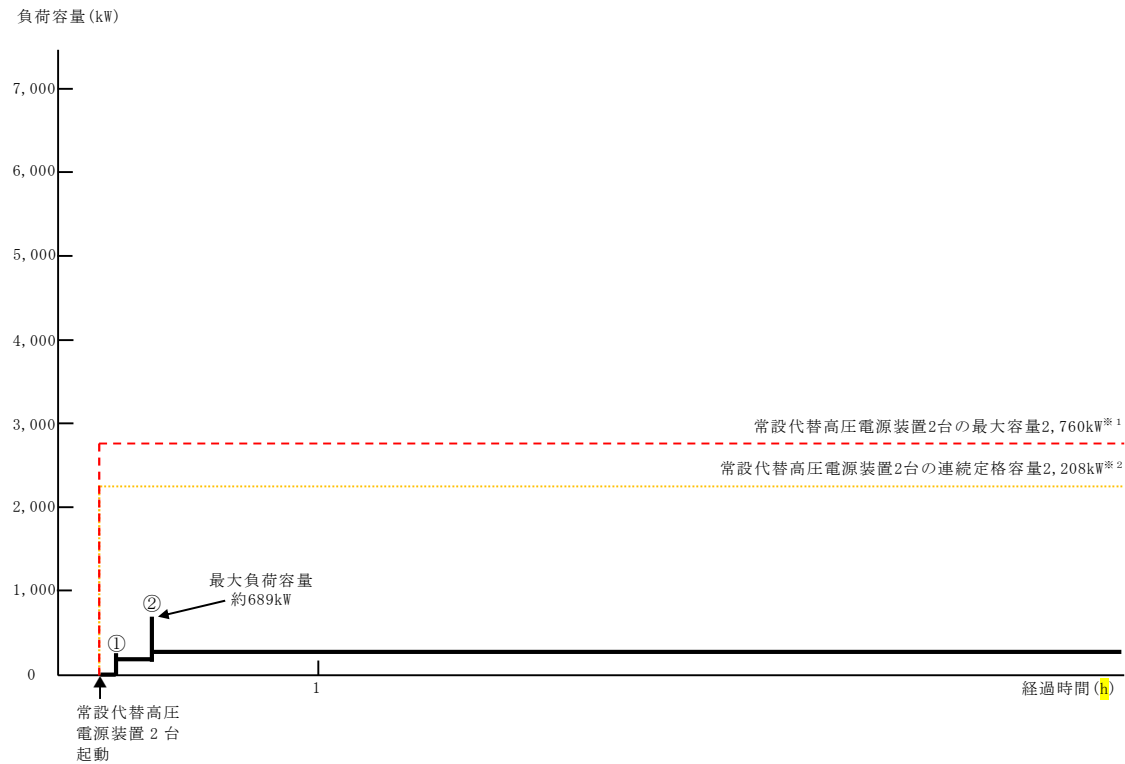 負荷容量(kW)
7,000
6,000
5,000
4,000
3,000
常設代替高圧電源装置2台の最大容量2,760kW※1
常設代替高圧電源装置2台の連続定格容量2,208kW※2
2,000
最大負荷容量
約689kW
1,000
②
①
0
1
経過時間(h)
常設代替高圧
電源装置2台
起動